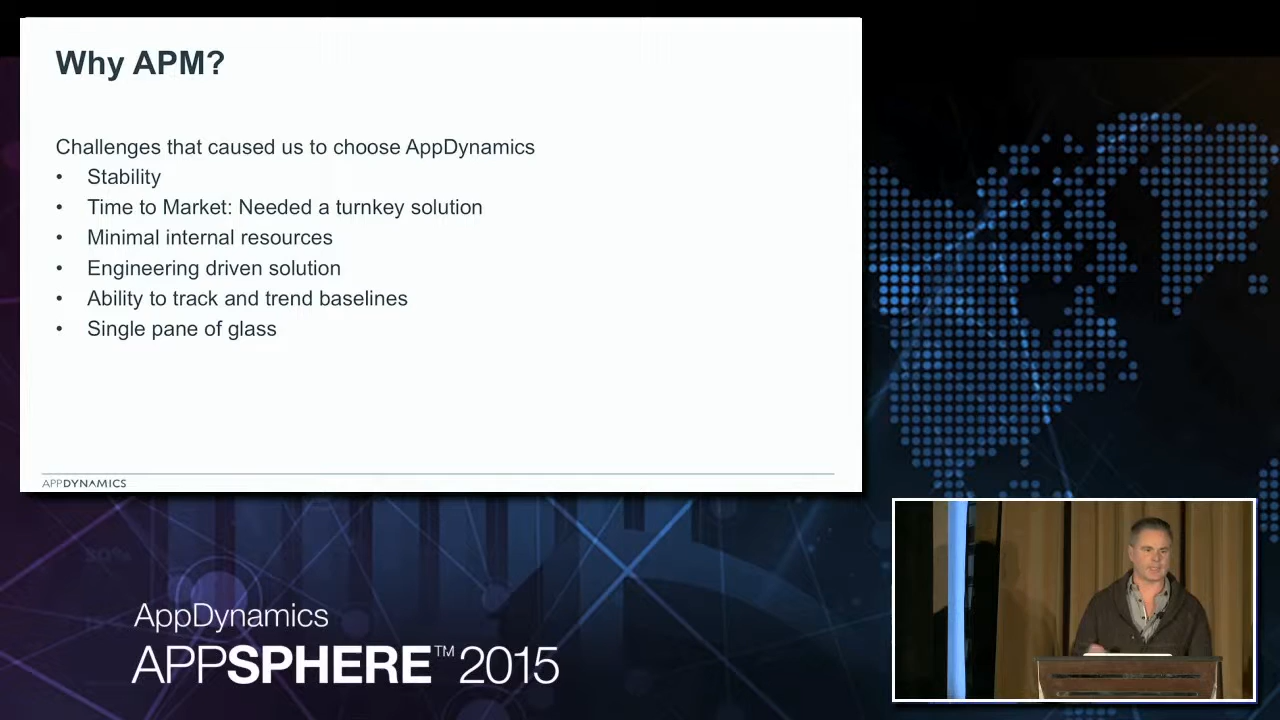 Why APM?
Challenges that caused us to choose AppDynamics
• Stability
• Time to Market: Needed a turnkey solution
• Minimal internal resources
• Engineering driven solution
• Ability to track and trend baselines
• Single pane of glass
APPDYNAMICS
30%
AppDynamics
APPSPHERE™ 2015